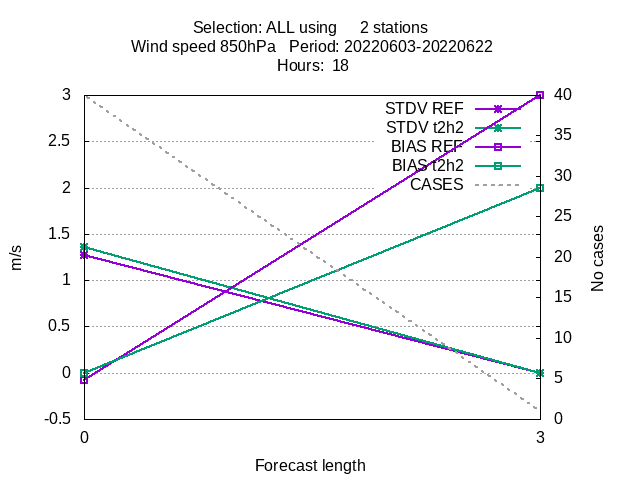 Selection: ALL using 2 stations
Wind speed 850hPa Period: 20220603-20220622
Hours: 18
3
2.5
2
1.5
1
0.5
0
-0.5
m/s
STDV REF
STDV t2h2
BIAS REF
BIAS t2h2
CASES
40
35
30
25
20
15
10
5
0
No cases
0
3
Forecast length